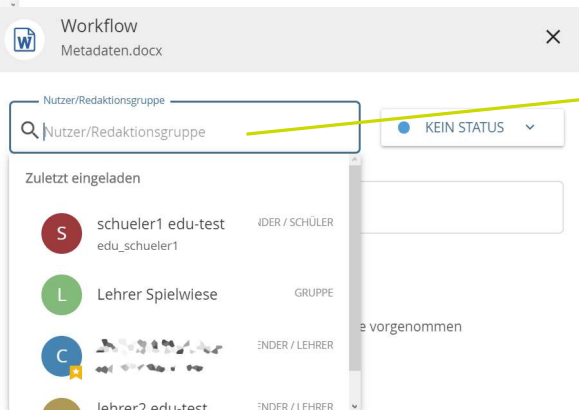 Workflow
Metadaten.docx
Nutzer/Redaktionsgruppe
Nutzer/Redaktionsgruppe
KEIN STATUS
Zuletzt eingeladen
S
schueler1 edu-test
NDER / SCHÜLER
edu_schueler1
L
Lehrer Spielwiese
GRUPPE
e vorgenommen
C
ENDER / LEHRER
lehrer2 edu-test
ENDER / LEHRER